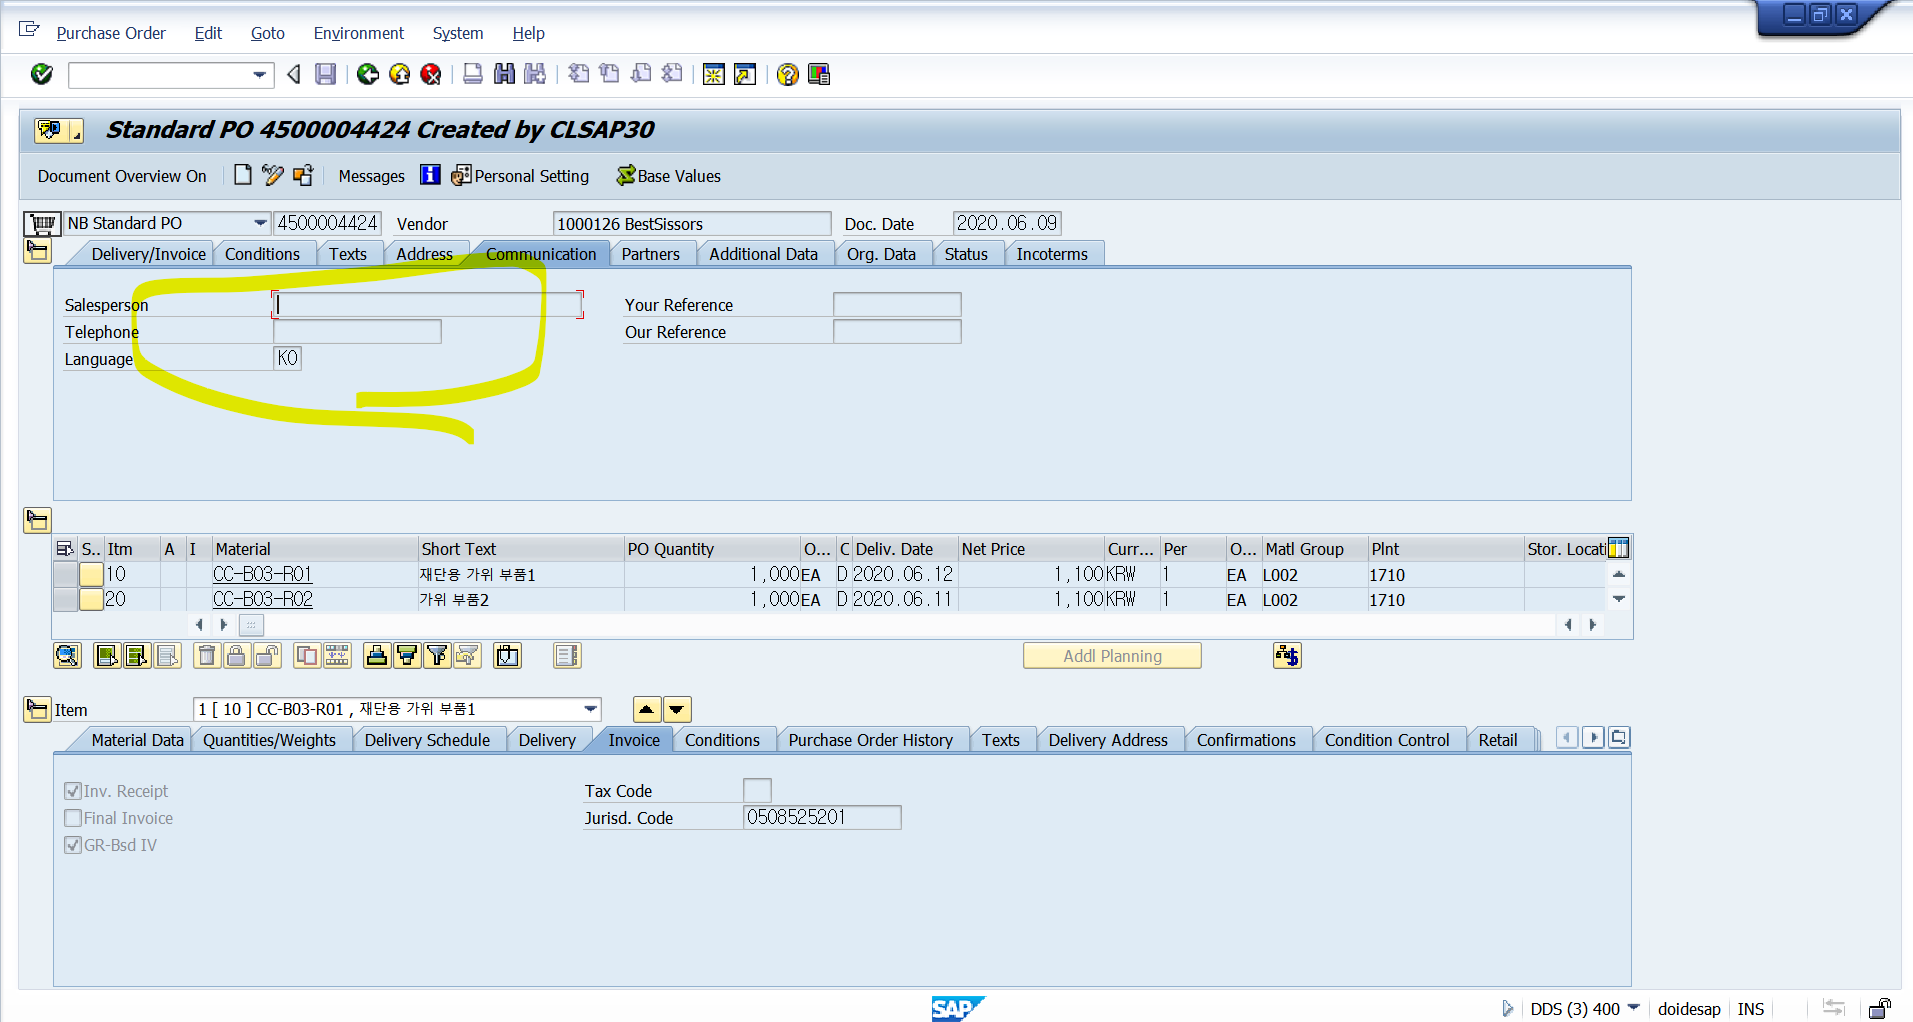 Purchase Order Edit Goto Environment System Help
Standard PO 4500004424 Created by CLSAP30
Document Overview On Messages Personal Setting Base Values
NB Standard PO 4500004424 Vendor 1000126 BestSissors Doc. Date 2020.06.09
Delivery/Invoice Conditions Texts Address Communication Partners Additional Data Org. Data Status Incoterms
Salesperson Your Reference
Telephone Our Reference
Language KO
S.. Itm A I Material Short Text PO Quantity O... C Deliv. Date Net Price Curr... Per O... Matl Group Plnt Stor. Locati
10 CC-B03-R01 재단용 가위 부품1 1,000 EA D 2020.06.12 1,100 KRW 1 EA L002 1710
20 CC-B03-R02 가위 부품2 1,000 EA D 2020.06.11 1,100 KRW 1 EA L002 1710
Addl Planning
Item 1 [ 10 ] CC-B03-R01 , 재단용 가위 부품1
Material Data Quantities/Weights Delivery Schedule Delivery Invoice Conditions Purchase Order History Texts Delivery Address Confirmations Condition Control Retail
Inv. Receipt Tax Code
Final Invoice Jurisd. Code 0508525201
GR-Bsd IV
SAP DDS (3) 400 doidesap INS